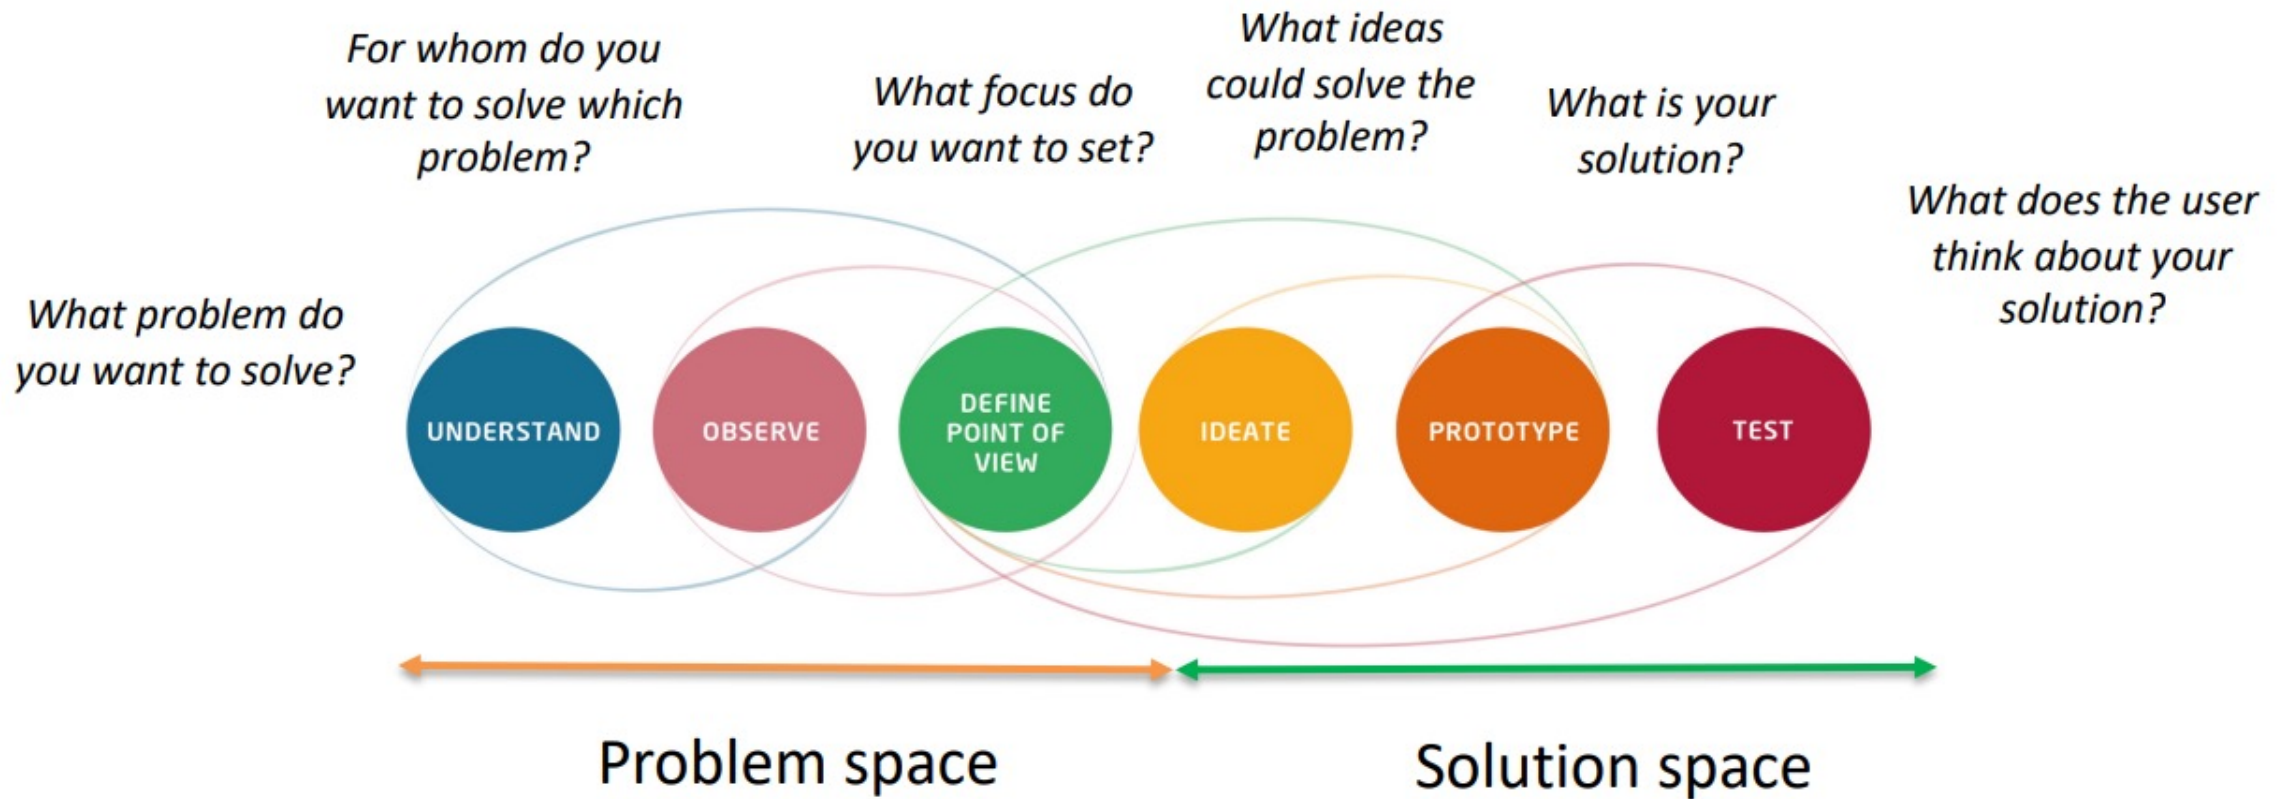 What problem do
you want to solve?
For whom do you
want to solve which
problem?
What focus do
you want to set?
What ideas
could solve the
problem?
What is your
solution?
What does the user
think about your
solution?
UNDERSTAND
OBSERVE
DEFINE
POINT OF
VIEW
IDEATE
PROTOTYPE
TEST
Problem space
Solution space